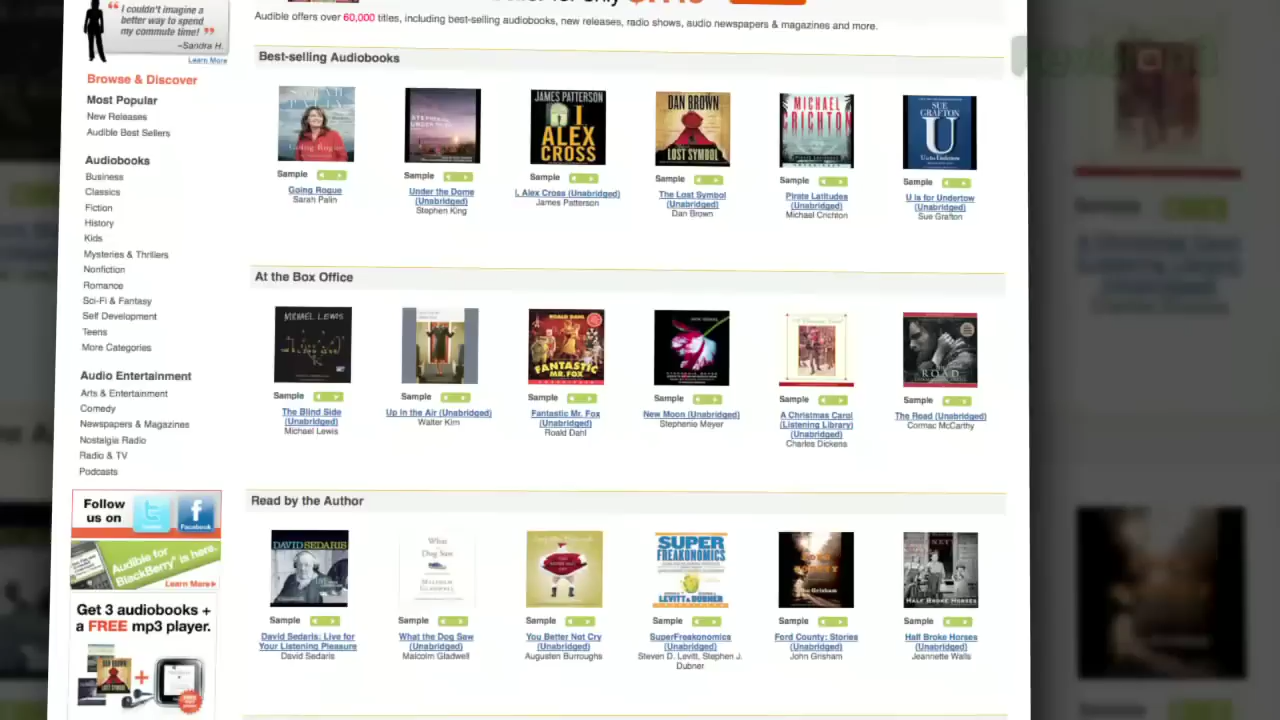 I couldn't imagine a
better way to spend
my commute time!
–Sandra H.
Learn More
Audible offers over 60,000 titles, including best-selling audiobooks, new releases, radio shows, audio newspapers & magazines and more.
Browse & Discover
Most Popular
New Releases
Audible Best Sellers
Audiobooks
Business
Classics
Fiction
History
Kids
Mysteries & Thrillers
Nonfiction
Romance
Sci-Fi & Fantasy
Self Development
Teens
More Categories
Audio Entertainment
Arts & Entertainment
Comedy
Newspapers & Magazines
Nostalgia Radio
Radio & TV
Podcasts
Follow
us on
Facebook
Audible for
BlackBerry® is here.
Learn More
Get 3 audiobooks +
a FREE mp3 player.
DAN BROWN
LOST SYMBOL
Best-selling Audiobooks
Going Rogue
JAMES PATTERSON
I
ALEX
CROSS
DAN BROWN
LOST SYMBOL
MICHAEL
CRICHTON
SUE
GRAFTON
U
Sample Sample Sample Sample Sample Sample
Going Rogue
Sarah Palin
Under the Dome
(Unabridged)
Stephen King
I, Alex Cross (Unabridged)
James Patterson
The Lost Symbol
(Unabridged)
Dan Brown
Pirate Latitudes
(Unabridged)
Michael Crichton
U is for Undertow
(Unabridged)
Sue Grafton
At the Box Office
MICHAEL LEWIS
ROALD DAHL
FANTASTIC
MR. FOX
ROAD
Sample Sample Sample Sample Sample Sample
The Blind Side
(Unabridged)
Michael Lewis
Up in the Air (Unabridged)
Walter Kirn
Fantastic Mr. Fox
(Unabridged)
Roald Dahl
New Moon (Unabridged)
Stephenie Meyer
A Christmas Carol
(Listening Library)
(Unabridged)
Charles Dickens
The Road (Unabridged)
Cormac McCarthy
Read by the Author
DAVID SEDARIS
What
Dog Saw
MALCOLM
GLADWELL
SUPER
FREAKONOMICS
LEVITT & DUBNER
John Grisham
HALF BROKE HORSES
Sample Sample Sample Sample Sample Sample
David Sedaris: Live for
Your Listening Pleasure
David Sedaris
What the Dog Saw
(Unabridged)
Malcolm Gladwell
You Better Not Cry
(Unabridged)
Augusten Burroughs
SuperFreakonomics
(Unabridged)
Steven D. Levitt, Stephen J.
Dubner
Ford County: Stories
(Unabridged)
John Grisham
Half Broke Horses
(Unabridged)
Jeannette Walls